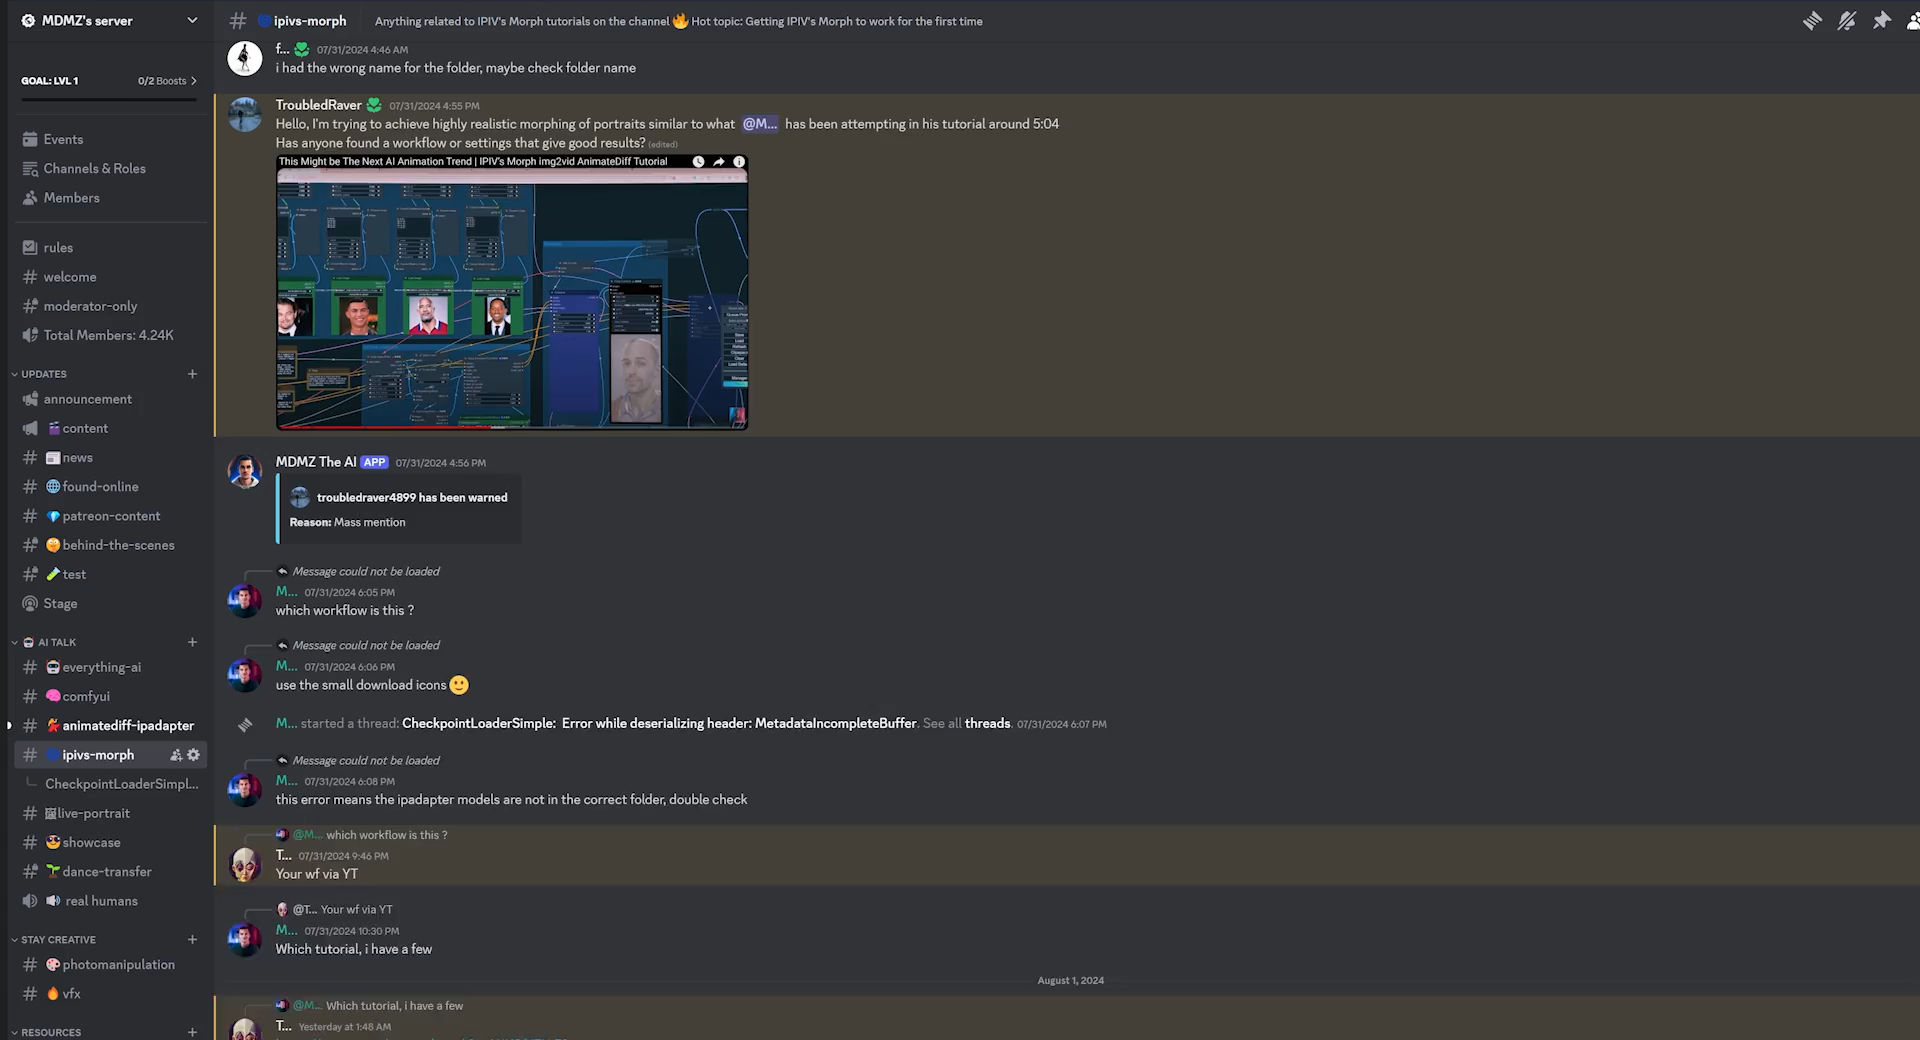 MDMZ's server
GOAL: LVL 1
0/2 Boosts
Events
Channels & Roles
Members
rules
welcome
moderator-only
Total Members: 4.24K
UPDATES
announcement
content
news
found-online
patreon-content
behind-the-scenes
test
Stage
AI TALK
everything-ai
comfyui
animatediff-ipadapter
ipivs-morph
CheckpointLoaderSimpl...
live-portrait
showcase
dance-transfer
real humans
STAY CREATIVE
photomanipulation
vfx
RESOURCES
ipivs-morph
Anything related to IPIV's Morph tutorials on the channel 🔥 Hot topic: Getting IPIV's Morph to work for the first time
f... 07/31/2024 4:46 AM
i had the wrong name for the folder, maybe check folder name
TroubledRaver 07/31/2024 4:55 PM
Hello, I'm trying to achieve highly realistic morphing of portraits similar to what @M... has been attempting in his tutorial around 5:04
Has anyone found a workflow or settings that give good results? (edited)
This Might be The Next AI Animation Trend | IPIV's Morph img2vid AnimateDiff Tutorial
MDMZ The AI APP 07/31/2024 4:56 PM
troubledraver4899 has been warned
Reason: Mass mention
Message could not be loaded
M... 07/31/2024 6:05 PM
which workflow is this ?
Message could not be loaded
M... 07/31/2024 6:06 PM
use the small download icons 🙂
M... started a thread: CheckpointLoaderSimple: Error while deserializing header: MetadataIncompleteBuffer. See all threads. 07/31/2024 6:07 PM
Message could not be loaded
M... 07/31/2024 6:08 PM
this error means the ipadapter models are not in the correct folder, double check
@M... which workflow is this ?
T... 07/31/2024 9:46 PM
Your wf via YT
@T... Your wf via YT
M... 07/31/2024 10:30 PM
Which tutorial, i have a few
August 1, 2024
@M... Which tutorial, i have a few
T... Yesterday at 1:48 AM